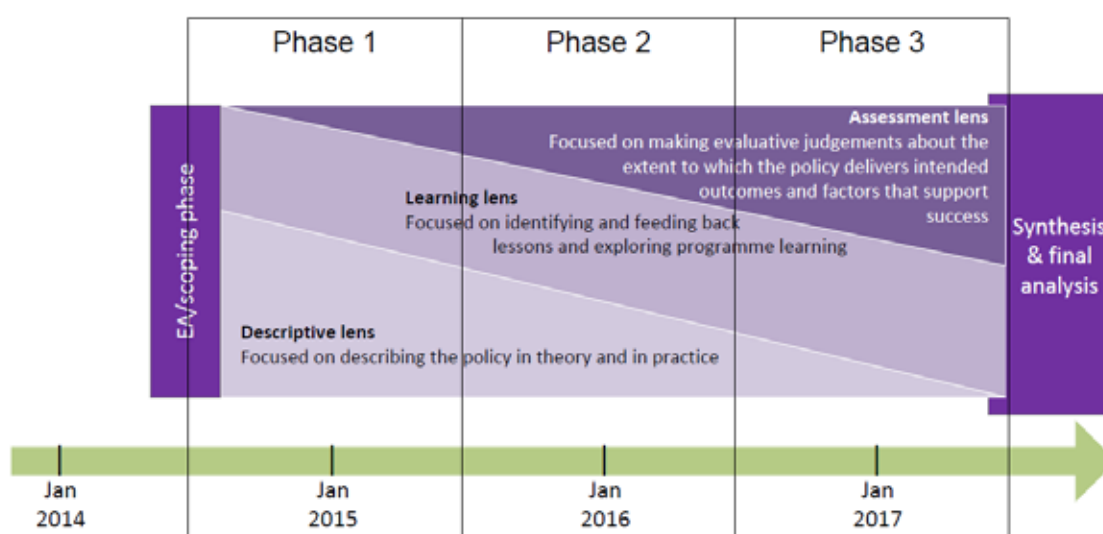 Phase 1
Phase 2
Phase 3
EA/scoping phase
Assessment lens
Focused on making evaluative judgements about the
extent to which the policy delivers intended
outcomes and factors that support
success
Learning lens
Focused on identifying and feeding back
lessons and exploring programme learning
Descriptive lens
Focused on describing the policy in theory and in practice
Synthesis
& final
analysis
Jan
2014
Jan
2015
Jan
2016
Jan
2017